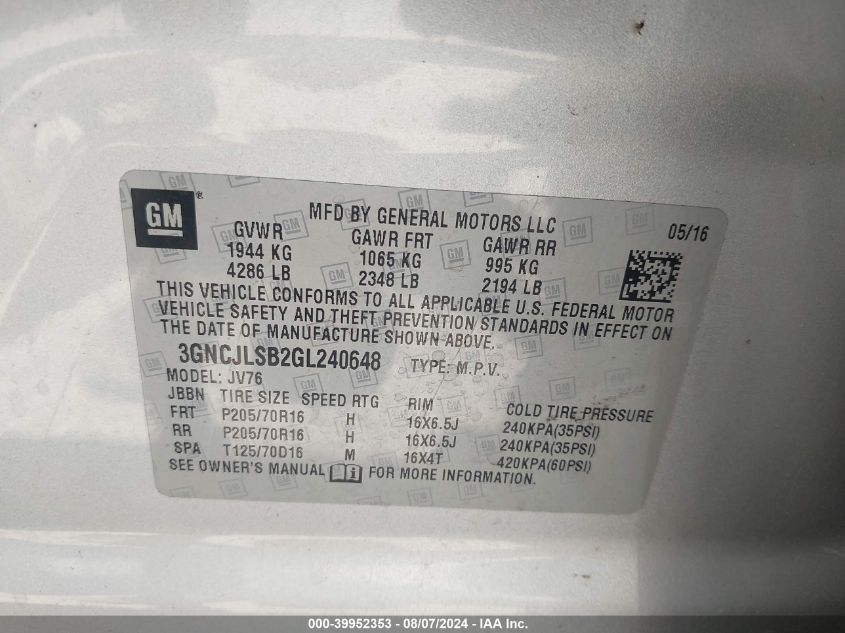 GM®
MFD BY GENERAL MOTORS LLC 05/16
GVWR GAWR FRT GAWR RR
1944 KG 1065 KG 995 KG
4286 LB 2348 LB 2194 LB
THIS VEHICLE CONFORMS TO ALL APPLICABLE U.S. FEDERAL MOTOR
VEHICLE SAFETY AND THEFT PREVENTION STANDARDS IN EFFECT ON
THE DATE OF MANUFACTURE SHOWN ABOVE.
3GNCJLSB2GL240648 TYPE: M.P.V.
MODEL: JV76
JBBN TIRE SIZE SPEED RTG RIM COLD TIRE PRESSURE
FRT P205/70R16 H 16X6.5J 240KPA(35PSI)
RR P205/70R16 H 16X6.5J 240KPA(35PSI)
SPA T125/70D16 M 16X4T 420KPA(60PSI)
SEE OWNER'S MANUAL FOR MORE INFORMATION.
000-39952353 - 08/07/2024 - IAA Inc.